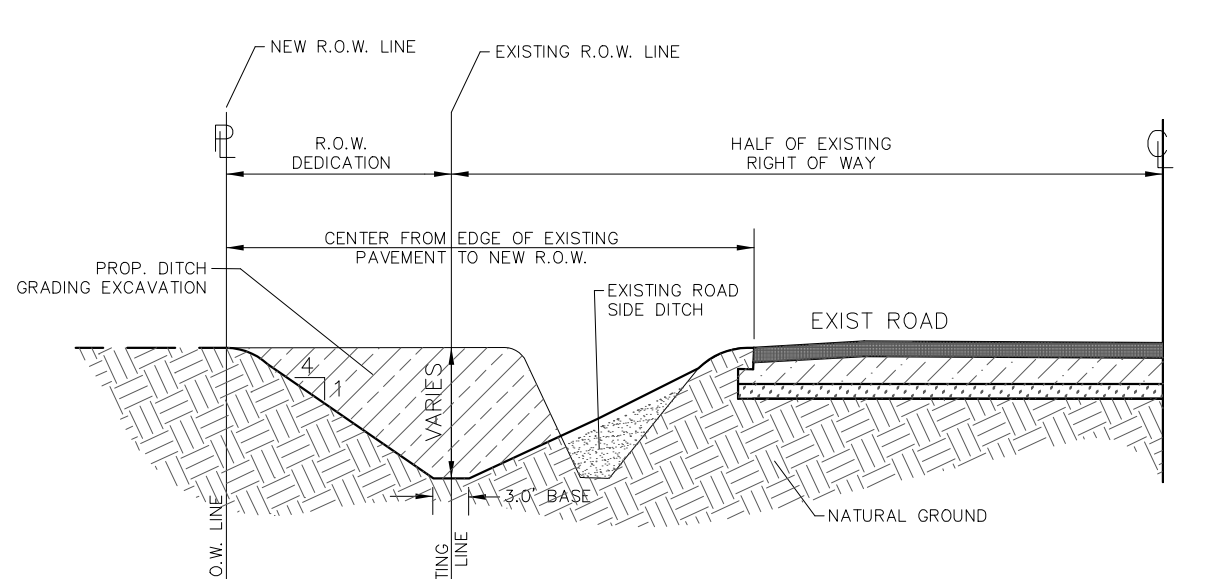 NEW R.O.W. LINE
EXISTING R.O.W. LINE
PL
R.O.W.
DEDICATION
HALF OF EXISTING
RIGHT OF WAY
CL
CENTER FROM EDGE OF EXISTING
PAVEMENT TO NEW R.O.W.
PROP. DITCH
GRADING EXCAVATION
EXISTING ROAD
SIDE DITCH
EXIST ROAD
4
1
VARIES
3.0' BASE
NATURAL GROUND
O.W. LINE
TING
LINE